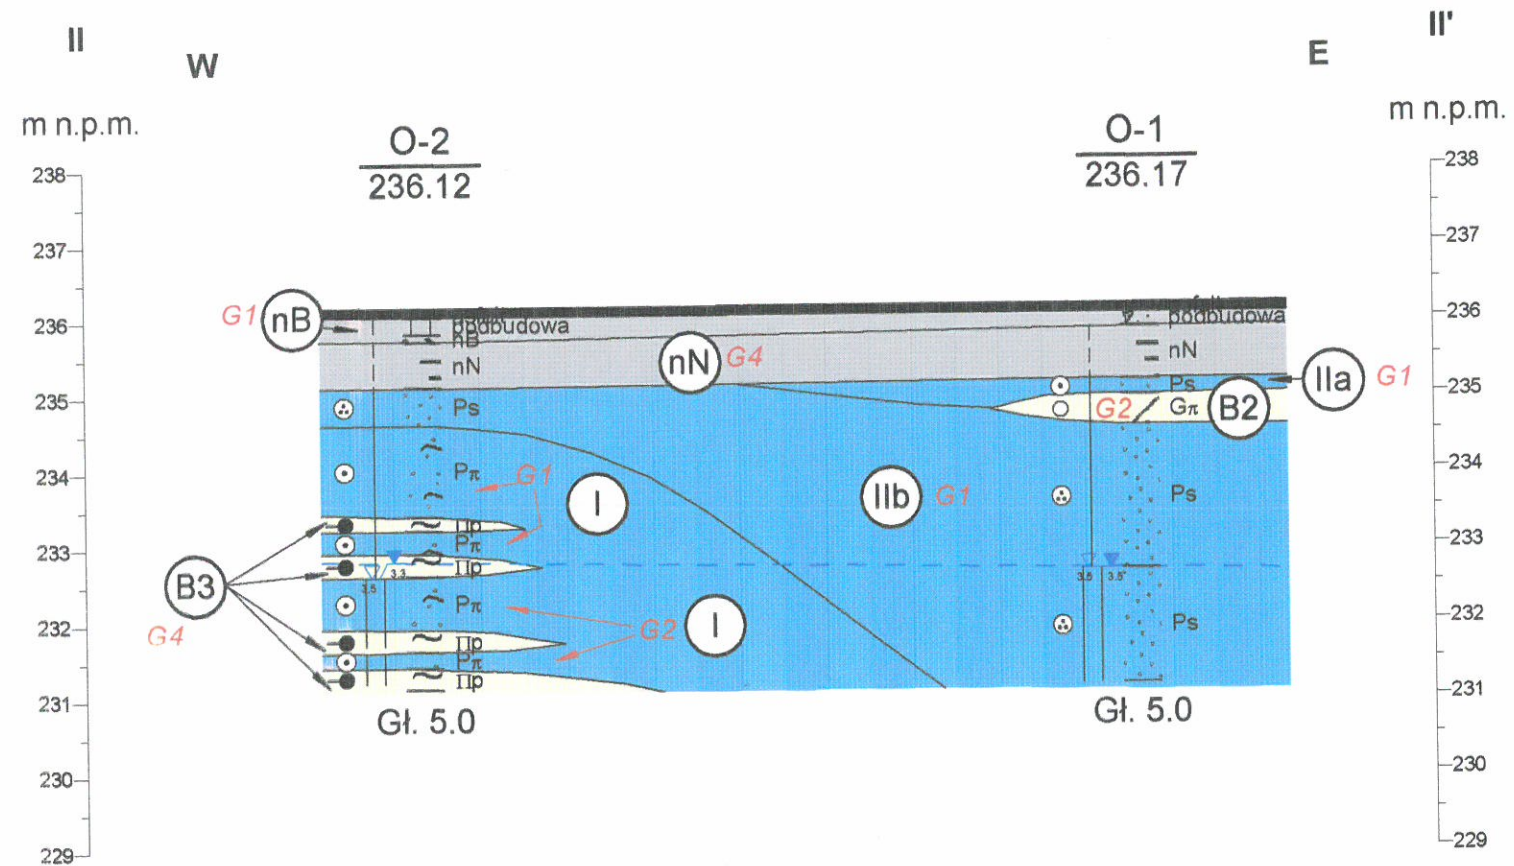 II
II'
W
E
m n.p.m.
m n.p.m.
O-2
236.12
O-1
236.17
238
237
236
235
234
233
232
231
230
229
238
237
236
235
234
233
232
231
230
229
G1 nB
podbudowa
nB
nN
Ps
Pπ
Πp
Pπ
Πp
Pπ
Πp
Pπ
Πp
3.5
3.3
nN G4
G1
I
IIb G1
G2
I
B3
G4
podbudowa
nN
Ps
Gπ
G2
B2
IIa G1
Ps
3.5
3.5
Ps
Gł. 5.0
Gł. 5.0